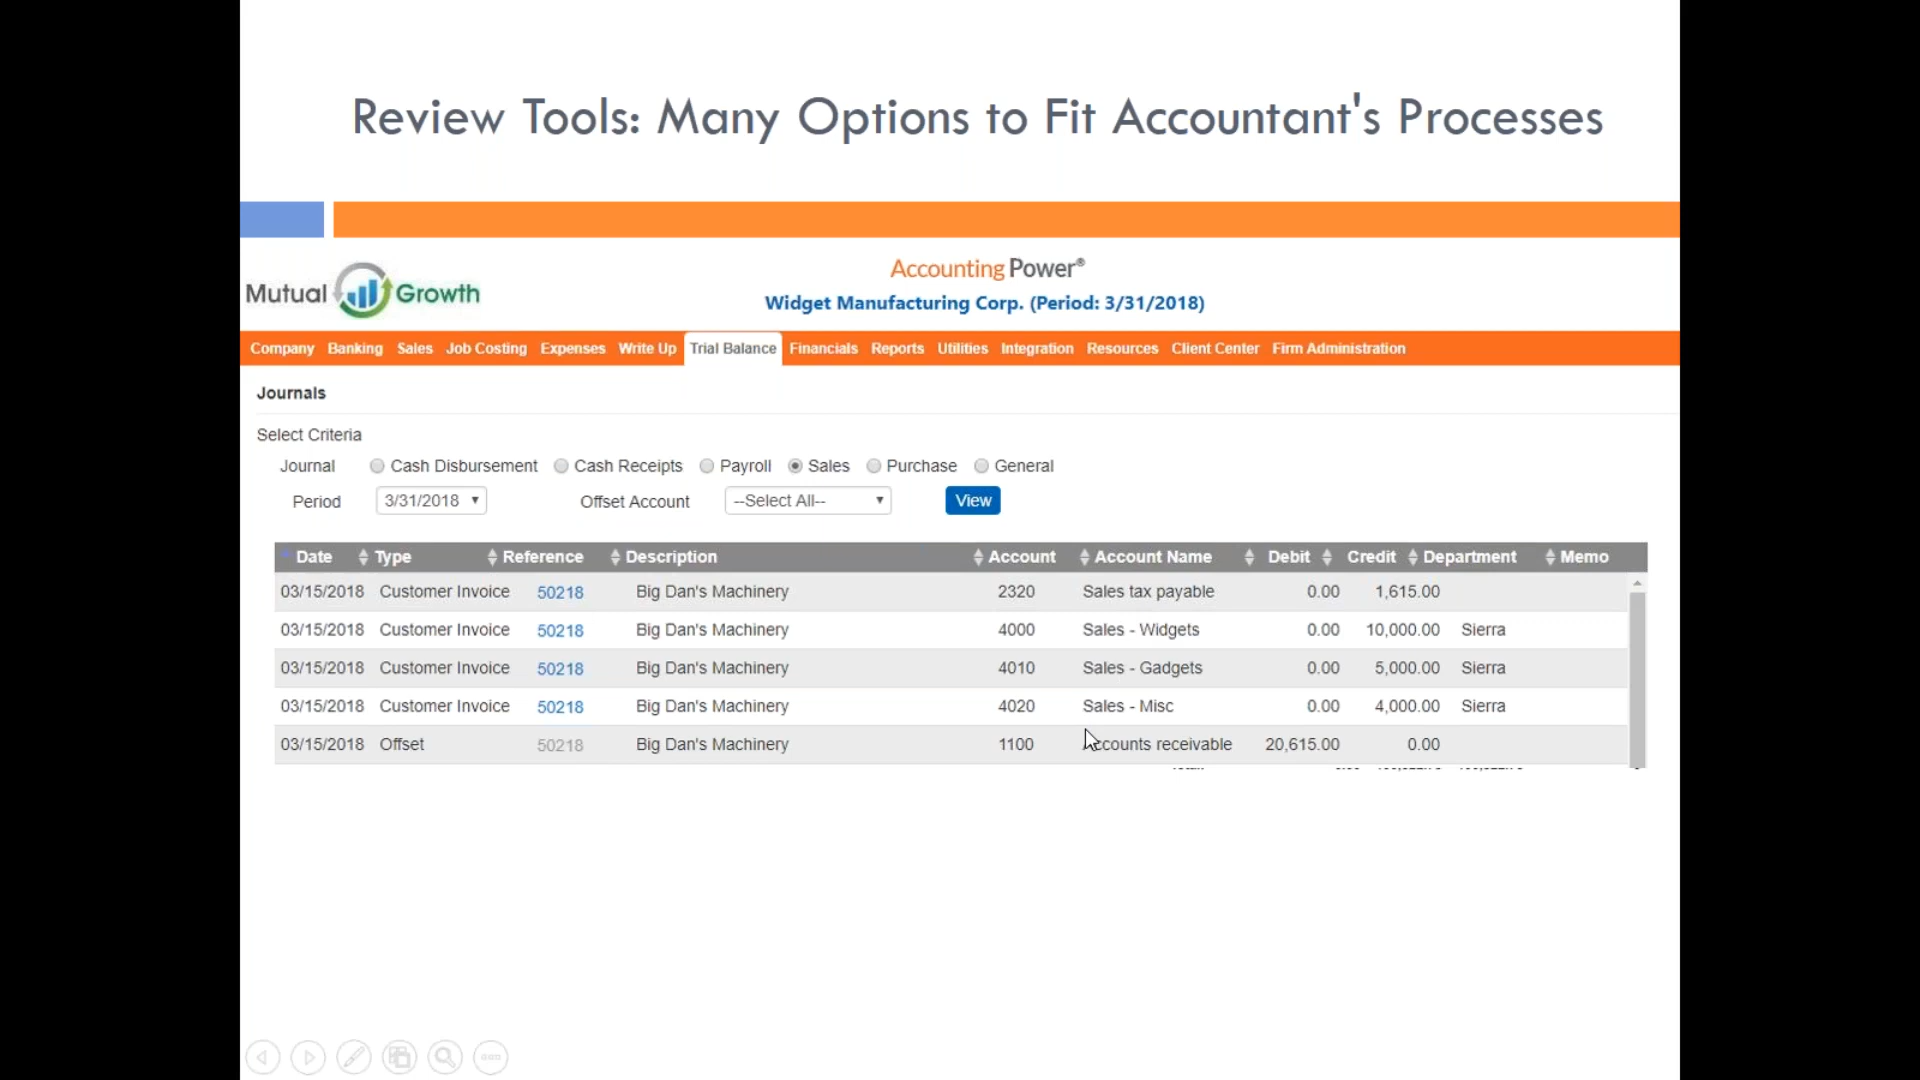 Review Tools: Many Options to Fit Accountant's Processes
Mutual Growth
Accounting Power®
Widget Manufacturing Corp. (Period: 3/31/2018)
Company Banking Sales Job Costing Expenses Write Up Trial Balance Financials Reports Utilities Integration Resources Client Center Firm Administration
Journals
Select Criteria
Journal Cash Disbursement Cash Receipts Payroll Sales Purchase General
Period 3/31/2018 Offset Account --Select All-- View
Date Type Reference Description Account Account Name Debit Credit Department Memo
03/15/2018 Customer Invoice 50218 Big Dan's Machinery 2320 Sales tax payable 0.00 1,615.00
03/15/2018 Customer Invoice 50218 Big Dan's Machinery 4000 Sales - Widgets 0.00 10,000.00 Sierra
03/15/2018 Customer Invoice 50218 Big Dan's Machinery 4010 Sales - Gadgets 0.00 5,000.00 Sierra
03/15/2018 Customer Invoice 50218 Big Dan's Machinery 4020 Sales - Misc 0.00 4,000.00 Sierra
03/15/2018 Offset 50218 Big Dan's Machinery 1100 Accounts receivable 20,615.00 0.00